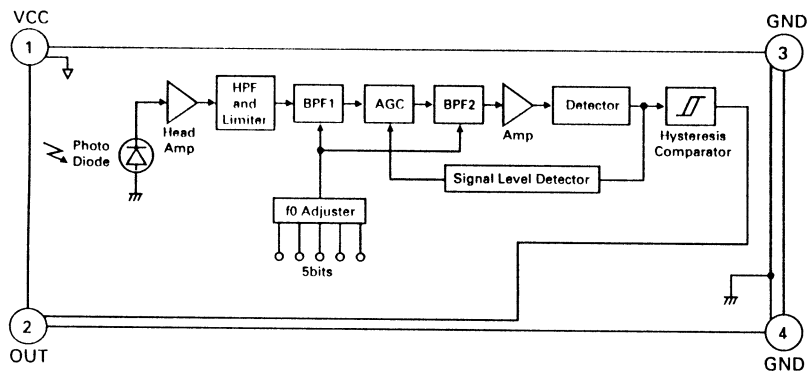 VCC
1
GND
3
HPF
and
Limiter
BPF1
AGC
BPF2
Detector
Head
Amp
Amp
Hysteresis
Comparator
Photo
Diode
Signal Level Detector
f0 Adjuster
5bits
2
OUT
4
GND